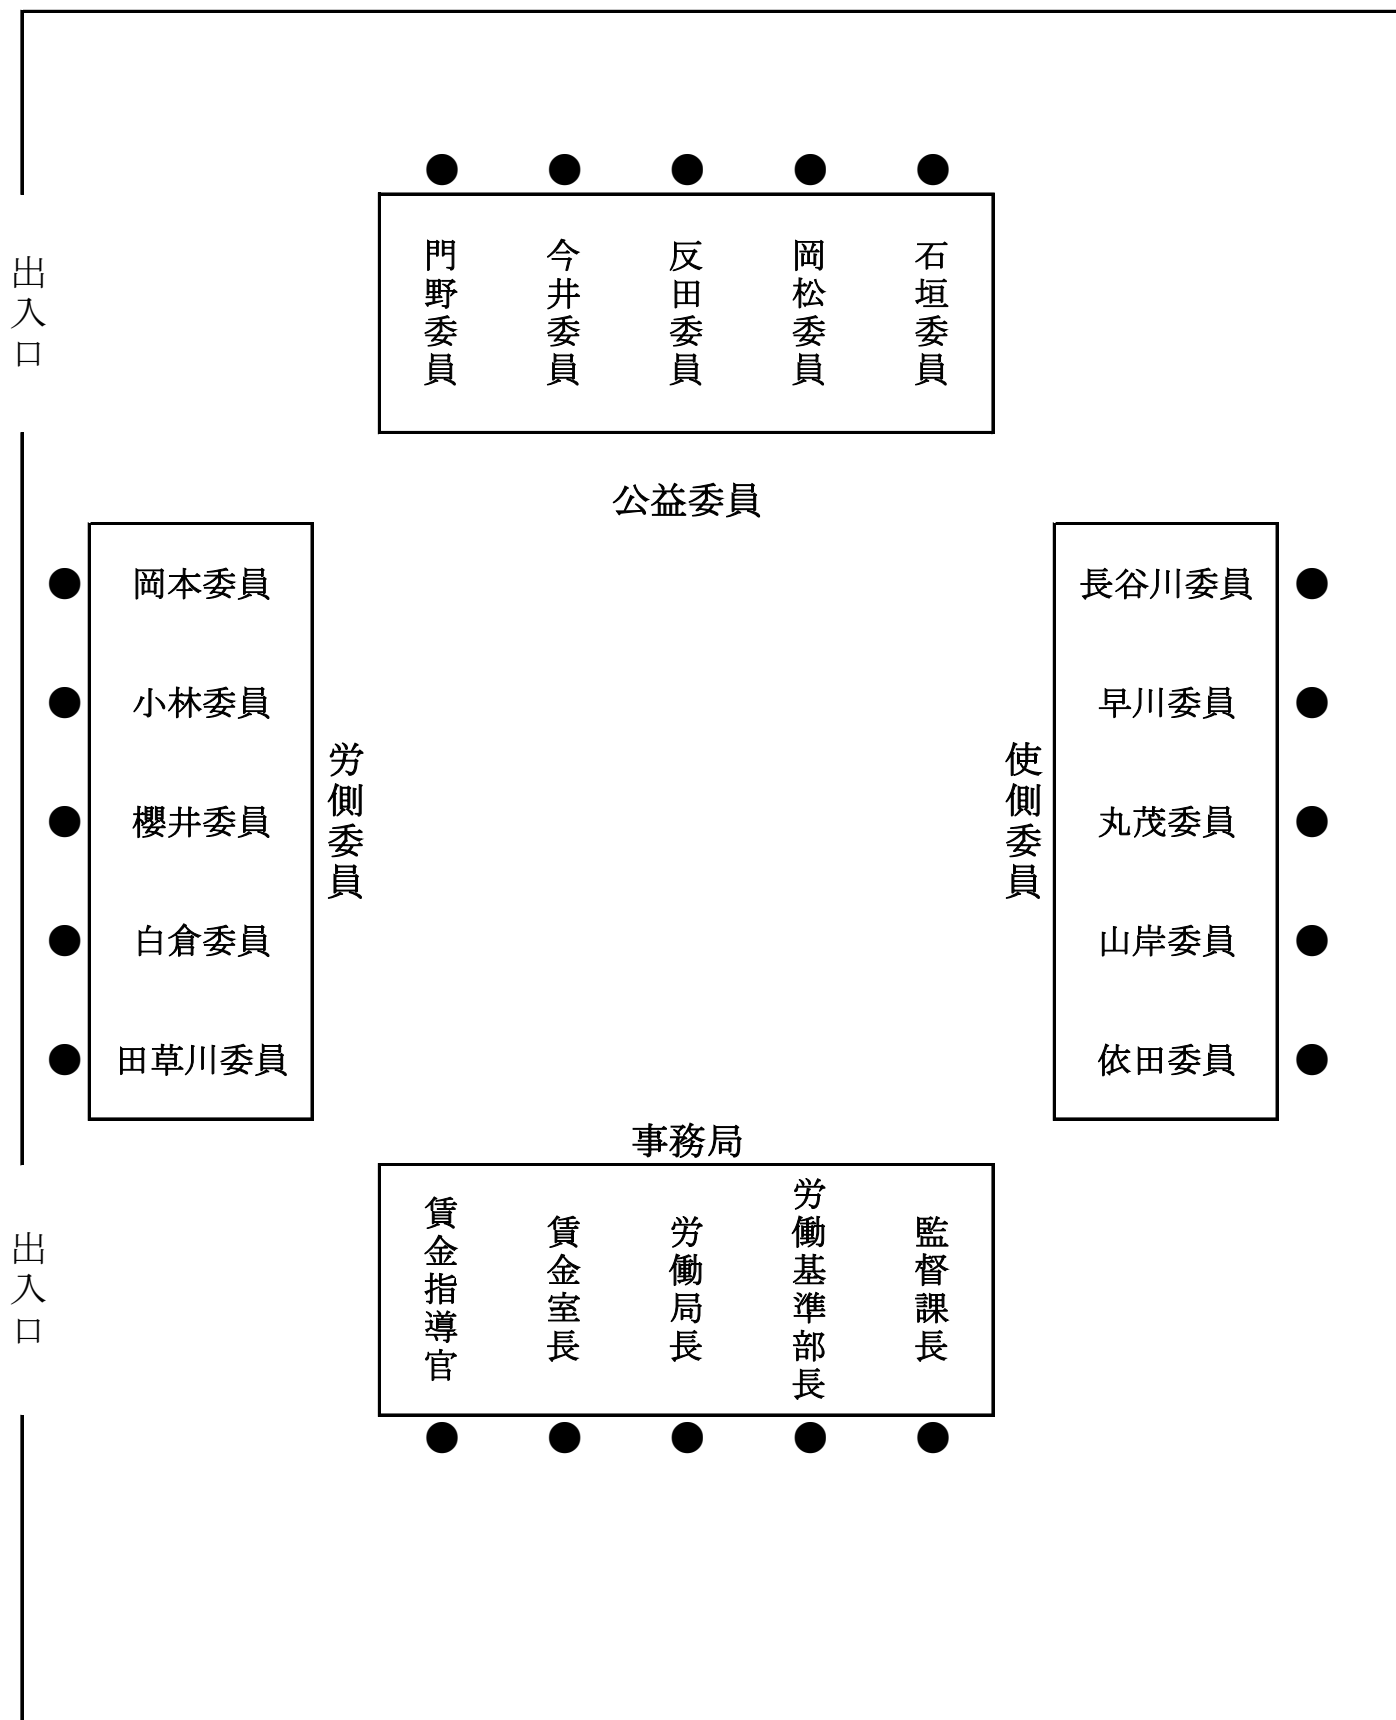 出入口
門野委員
今井委員
反田委員
岡松委員
石垣委員
公益委員
岡本委員
小林委員
櫻井委員
白倉委員
田草川委員
労側委員
使側委員
長谷川委員
早川委員
丸茂委員
山岸委員
依田委員
事務局
賃金指導官
賃金室長
労働局長
労働基準部長
監督課長
出入口